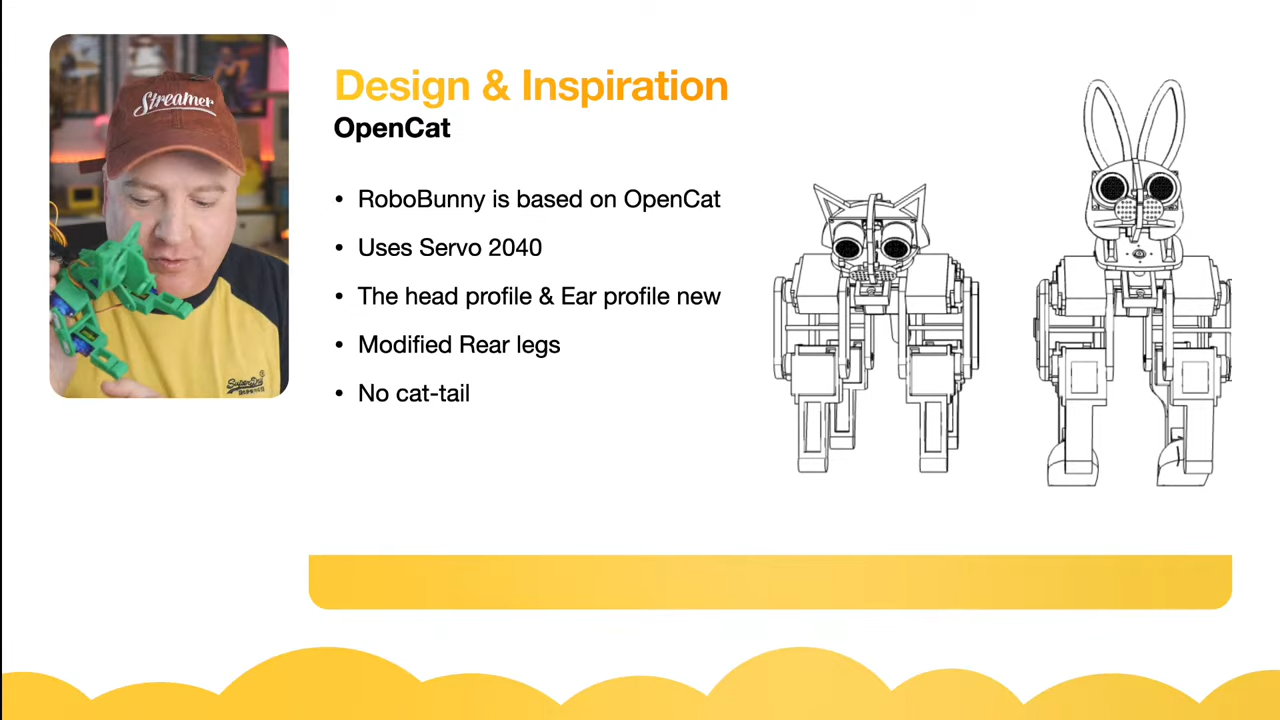 Streamer
Design & Inspiration
OpenCat
• RoboBunny is based on OpenCat
• Uses Servo 2040
• The head profile & Ear profile new
• Modified Rear legs
• No cat-tail